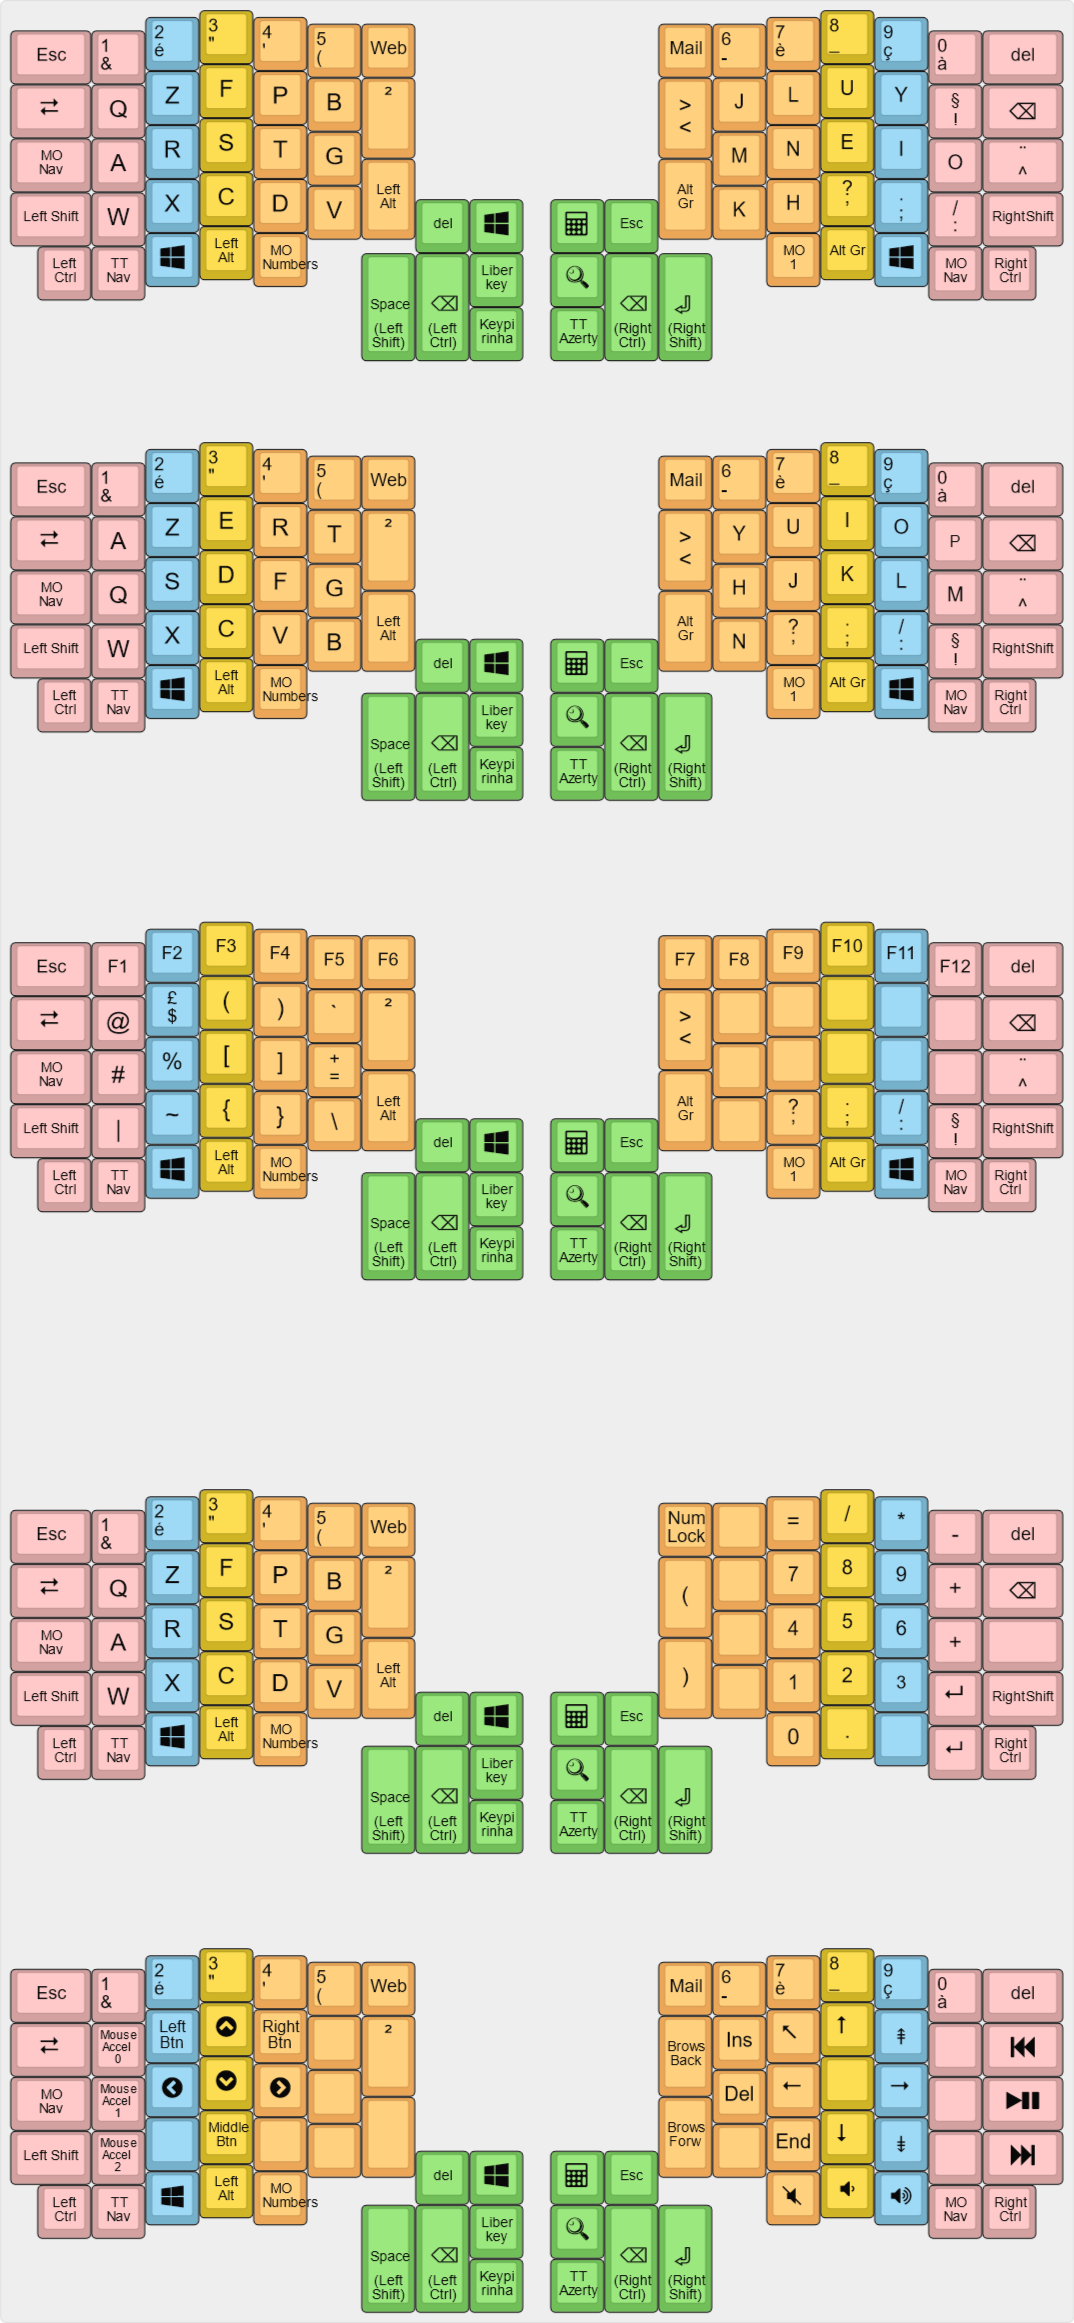 Esc 1 2 3 4 5 Web Mail 6 7 8 9 0 del
& é " ' ( - è _ ç à
⇄ Q Z F P B ² > J L U Y § ⌫
< !
MO Nav A R S T G M N E I O ¨ ^
Left Shift W X C D V Left Alt Alt Gr K H ? , . ; / : RightShift
Left Ctrl TT Nav Left Alt MO Numbers del Esc MO 1 Alt Gr MO Nav Right Ctrl
Space (Left Shift) ⌫ (Left Ctrl) Liber key TT Azerty ⌫ (Right Ctrl) (Right Shift)
Keypi rinha
Esc 1 2 3 4 5 Web Mail 6 7 8 9 0 del
& é " ' ( - è _ ç à
⇄ A Z E R T ² > Y U I O P ⌫
<
MO Nav Q S D F G H J K L M ¨ ^
Left Shift W X C V B Left Alt Alt Gr N ? , . ; / : § ! RightShift
Left Ctrl TT Nav Left Alt MO Numbers del Esc MO 1 Alt Gr MO Nav Right Ctrl
Space (Left Shift) ⌫ (Left Ctrl) Liber key TT Azerty ⌫ (Right Ctrl) (Right Shift)
Keypi rinha
Esc F1 F2 F3 F4 F5 F6 F7 F8 F9 F10 F11 F12 del
⇄ @ £ $ ( ) ` ² > < ⌫
MO Nav # % [ ] + = ¨ ^
Left Shift | ~ { } \ Left Alt Alt Gr ? , . ; / : § ! RightShift
Left Ctrl TT Nav Left Alt MO Numbers del Esc MO 1 Alt Gr MO Nav Right Ctrl
Space (Left Shift) ⌫ (Left Ctrl) Liber key TT Azerty ⌫ (Right Ctrl) (Right Shift)
Keypi rinha
Esc 1 2 3 4 5 Web Num Lock = / * - del
& é " ' (
⇄ Q Z F P B ² ( 7 8 9 + ⌫
MO Nav A R S T G 4 5 6 +
Left Shift W X C D V Left Alt ) 1 2 3 ↵ RightShift
Left Ctrl TT Nav Left Alt MO Numbers del Esc 0 . ↵ Right Ctrl
Space (Left Shift) ⌫ (Left Ctrl) Liber key TT Azerty ⌫ (Right Ctrl) (Right Shift)
Keypi rinha
Esc 1 2 3 4 5 Web Mail 6 7 8 9 0 del
& é " ' ( - è _ ç à
⇄ Mouse Accel 0 Left Btn Right Btn ² Brows Back Ins ↖ ↑ ⇞
MO Nav Mouse Accel 1 Del ← →
Left Shift Mouse Accel 2 Middle Btn Brows Forw End ↓ ⇟
Left Ctrl TT Nav Left Alt MO Numbers del Esc MO Nav Right Ctrl
Space (Left Shift) ⌫ (Left Ctrl) Liber key TT Azerty ⌫ (Right Ctrl) (Right Shift)
Keypi rinha